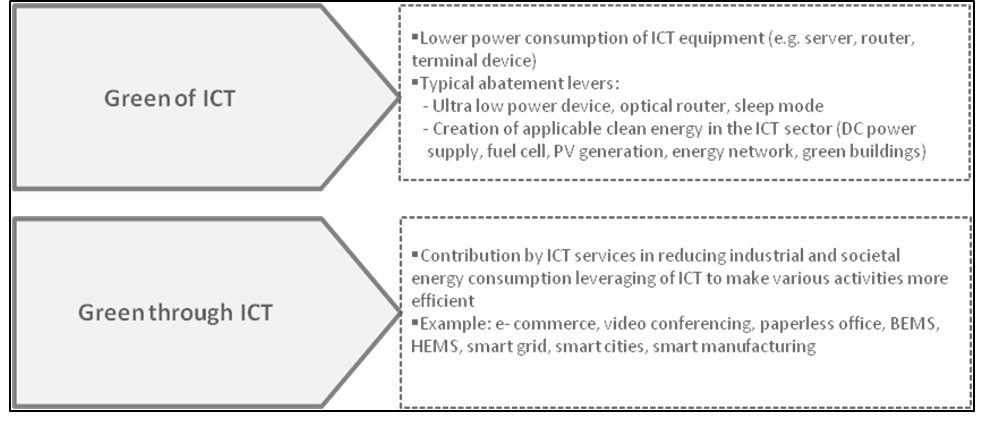 Green of ICT
▪Lower power consumption of ICT equipment (e.g. server, router,
terminal device)
▪Typical abatement levers:
- Ultra low power device, optical router, sleep mode
- Creation of applicable clean energy in the ICT sector (DC power
supply, fuel cell, PV generation, energy network, green buildings)
Green through ICT
▪Contribution by ICT services in reducing industrial and societal
energy consumption leveraging of ICT to make various activities more
efficient
▪Example: e- commerce, video conferencing, paperless office, BEMS,
HEMS, smart grid, smart cities, smart manufacturing